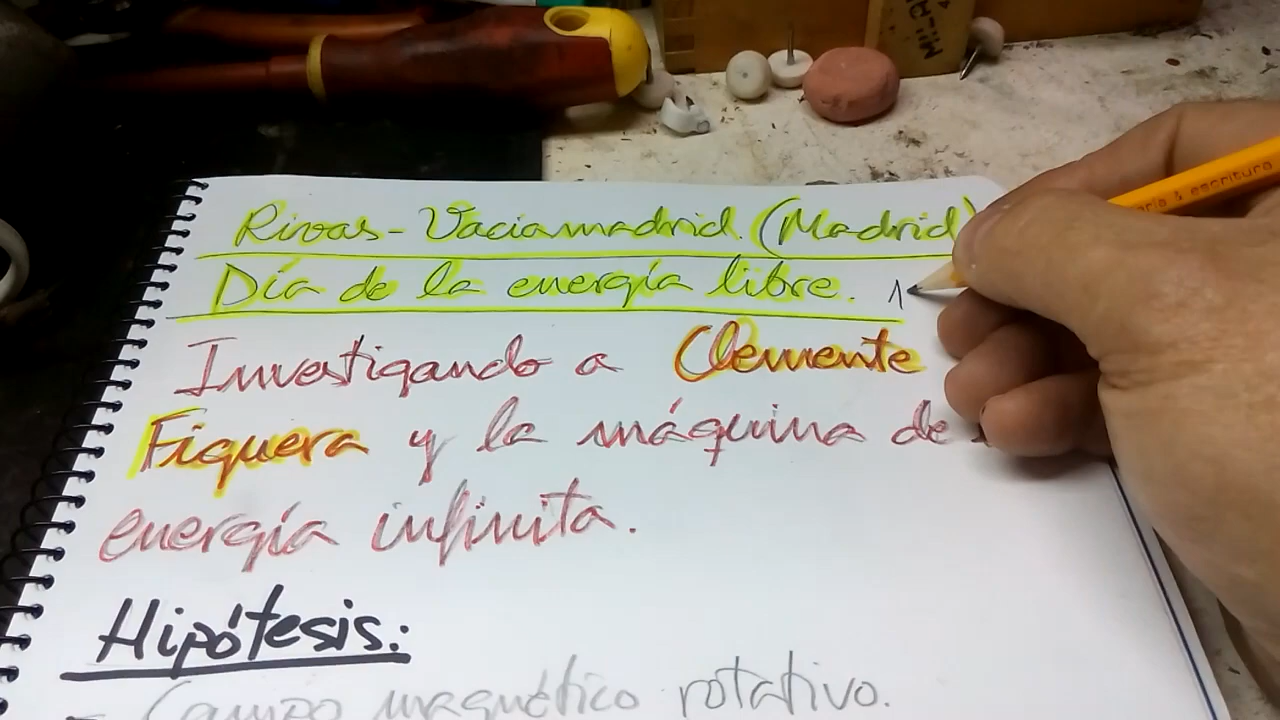 Rivas-Vaciamadrid. (Madrid)
Día de la energía libre. 1
Investigando a Clemente
Figuera y la máquina de
energía infinita.
Hipótesis:
- Campo magnético rotativo.
escritura